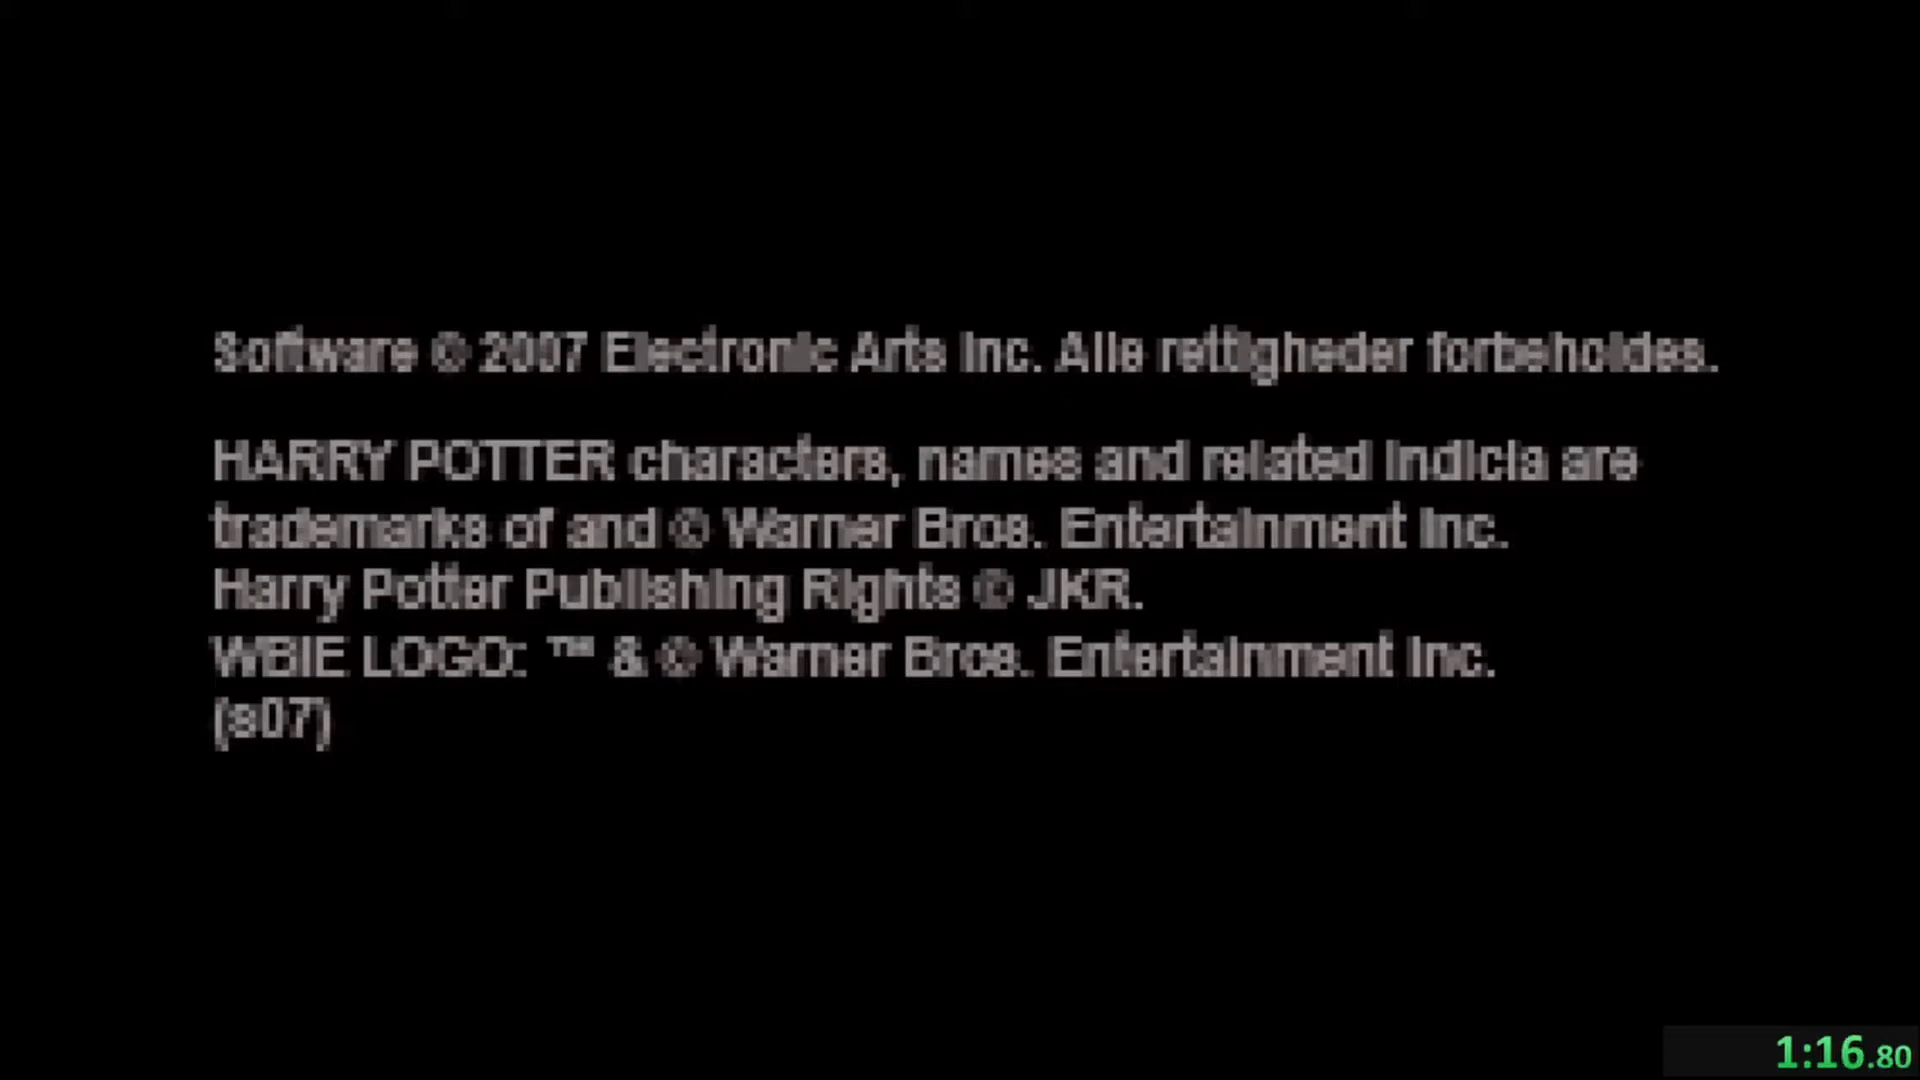 Software © 2007 Electronic Arts Inc. Alle rettigheder forbeholdes.
HARRY POTTER characters, names and related indicia are
trademarks of and © Warner Bros. Entertainment Inc.
Harry Potter Publishing Rights © JKR.
WBIE LOGO: ™ & © Warner Bros. Entertainment Inc.
(s07)
1:16.80